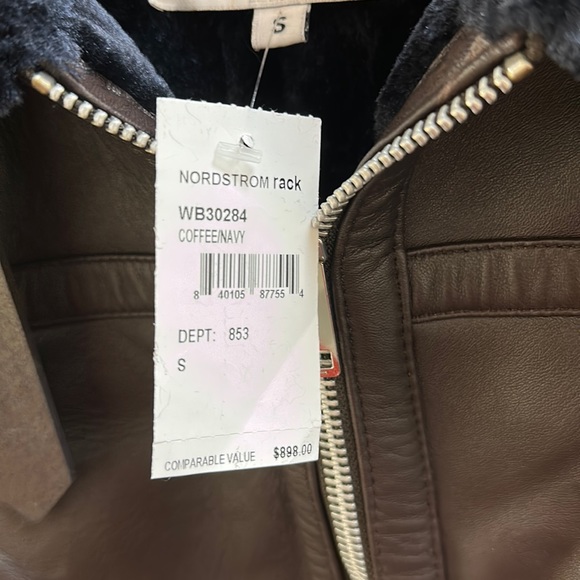 S
NORDSTROM rack
WB30284
COFFEE/NAVY
8 40105 87755 4
DEPT: 853
S
COMPARABLE VALUE $898.00